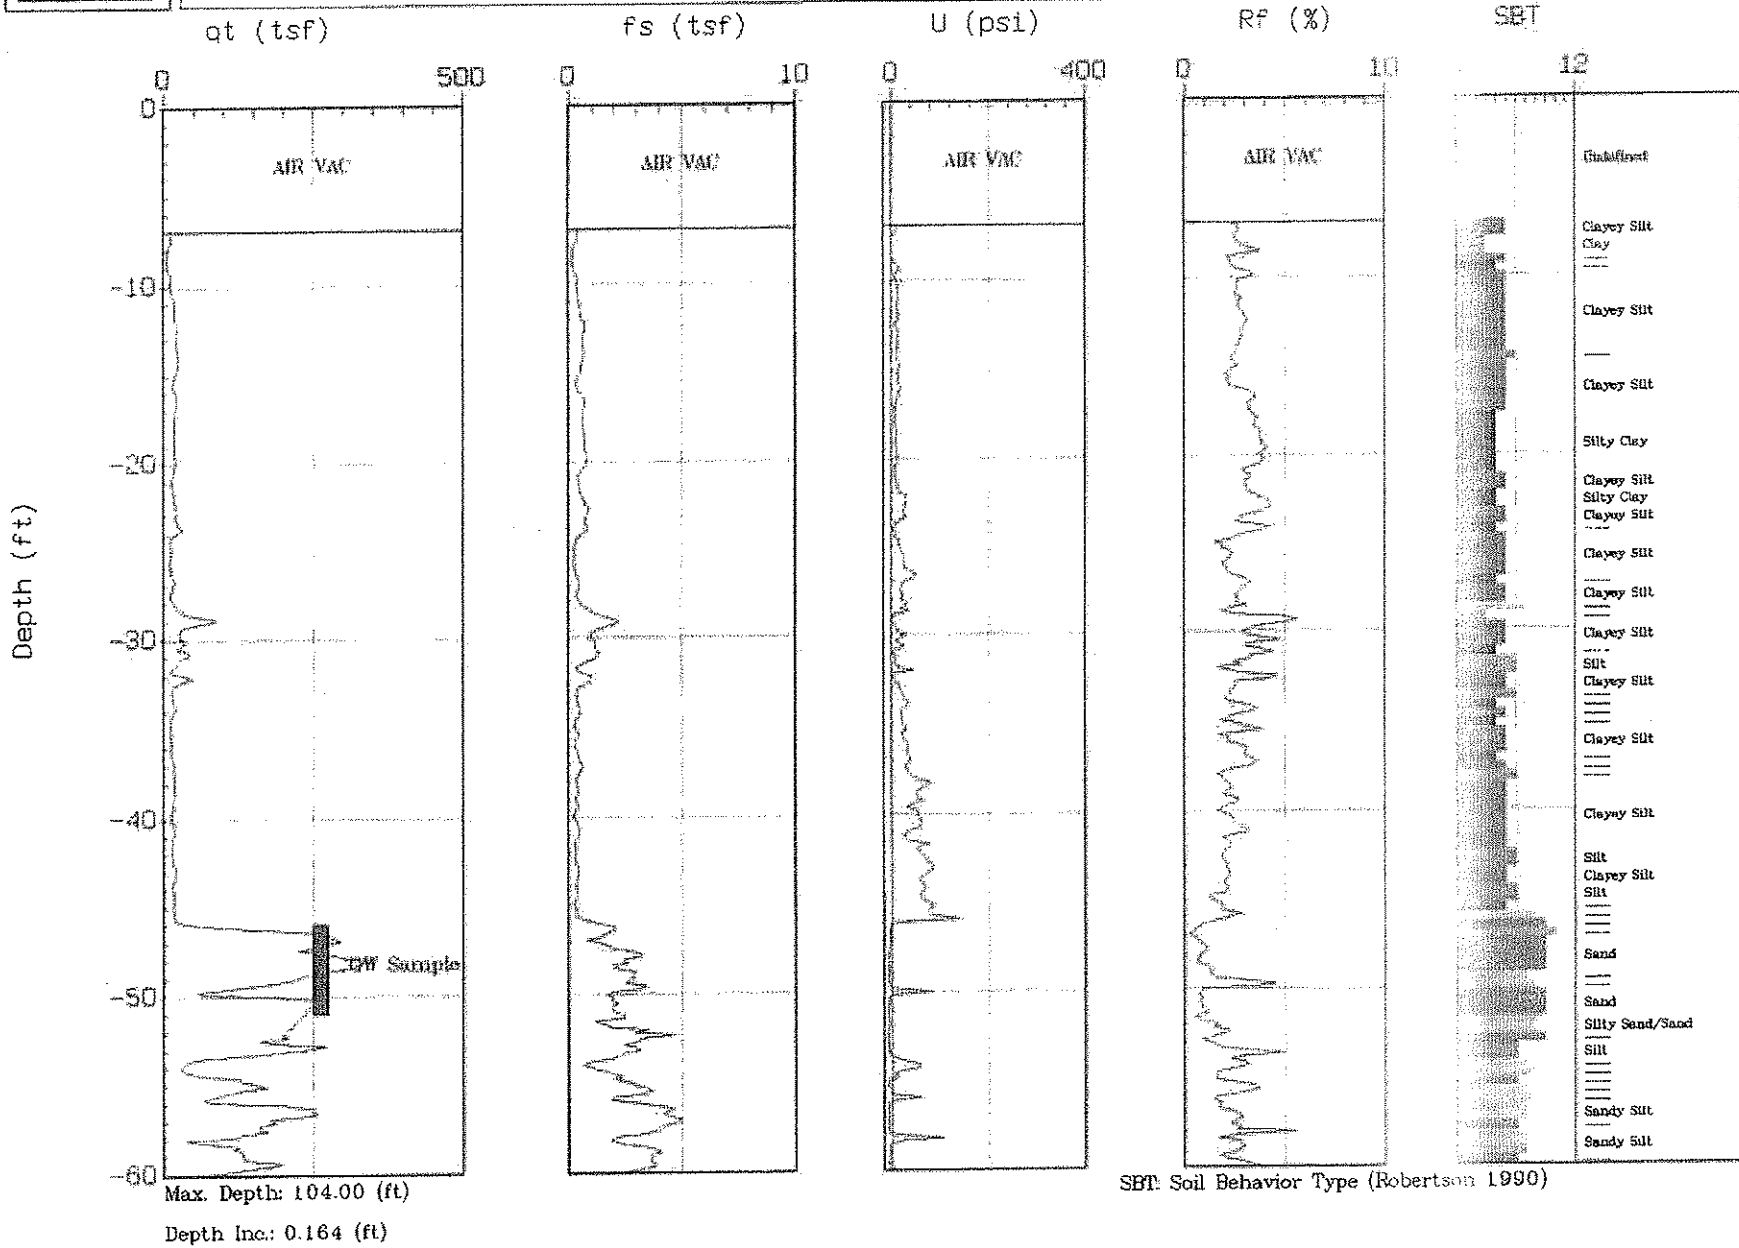 qt (tsf)
fs (tsf)
U (psi)
Rf (%)
SBT
0 500
0 10
0 400
0 10
12
0
-10
-20
-30
-40
-50
-60
Depth (ft)
AIR VAC
AIR VAC
AIR VAC
AIR VAC
Undefined
Clayey Silt
Clay
Clayey Silt
Clayey Silt
Silty Clay
Clayey Silt
Silty Clay
Clayey Silt
Clayey Silt
Clayey Silt
Clayey Silt
Silt
Clayey Silt
Clayey Silt
Clayey Silt
Silt
Clayey Silt
Silt
Sand
Sand
Silty Sand/Sand
Silt
Sandy Silt
Sandy Silt
Sample
Max. Depth: 104.00 (ft)
Depth Inc.: 0.164 (ft)
SBT: Soil Behavior Type (Robertson 1990)